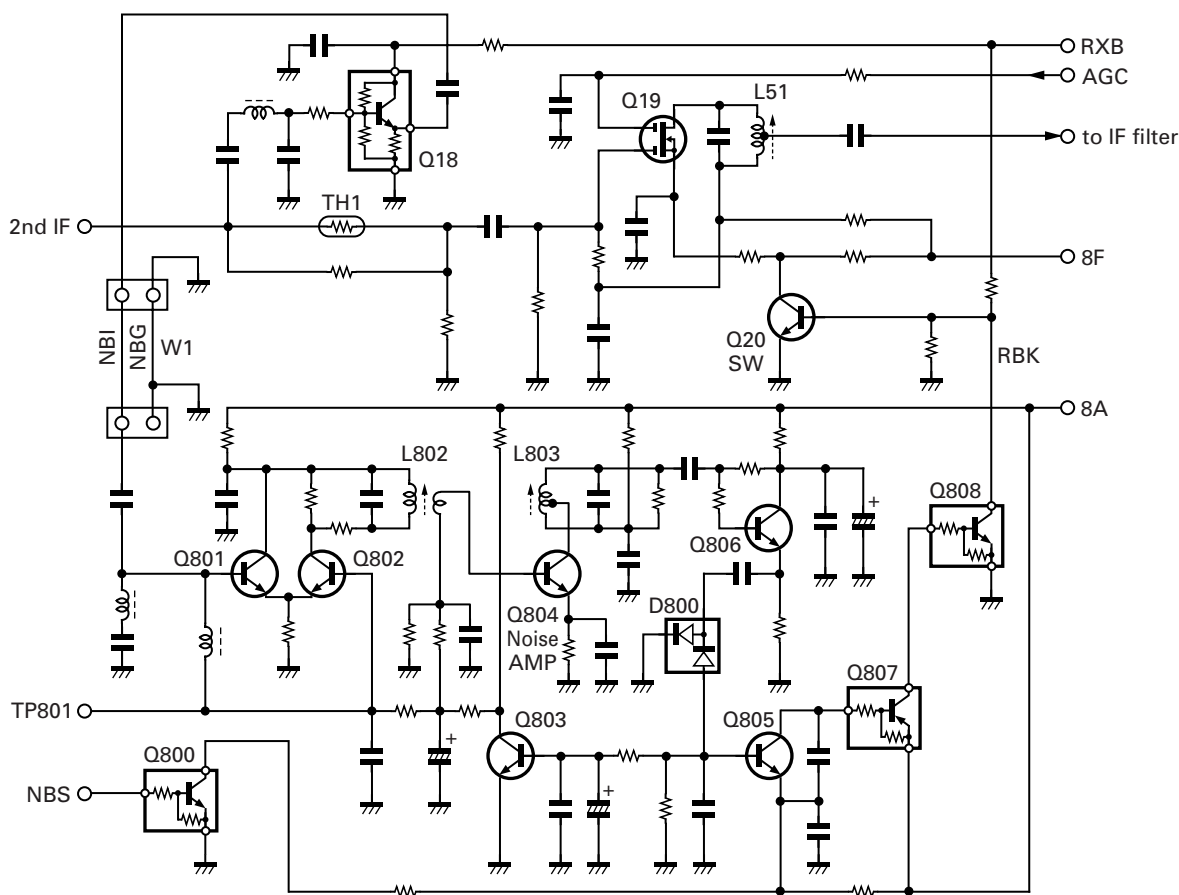 RXB
AGC
Q19
L51
to IF filter
Q18
TH1
2nd IF
8F
NBI
NBG
W1
Q20
SW
RBK
8A
L802
L803
Q808
Q801
Q802
Q806
Q804
Noise
AMP
D800
Q807
TP801
Q803
Q805
Q800
NBS
+
+
+